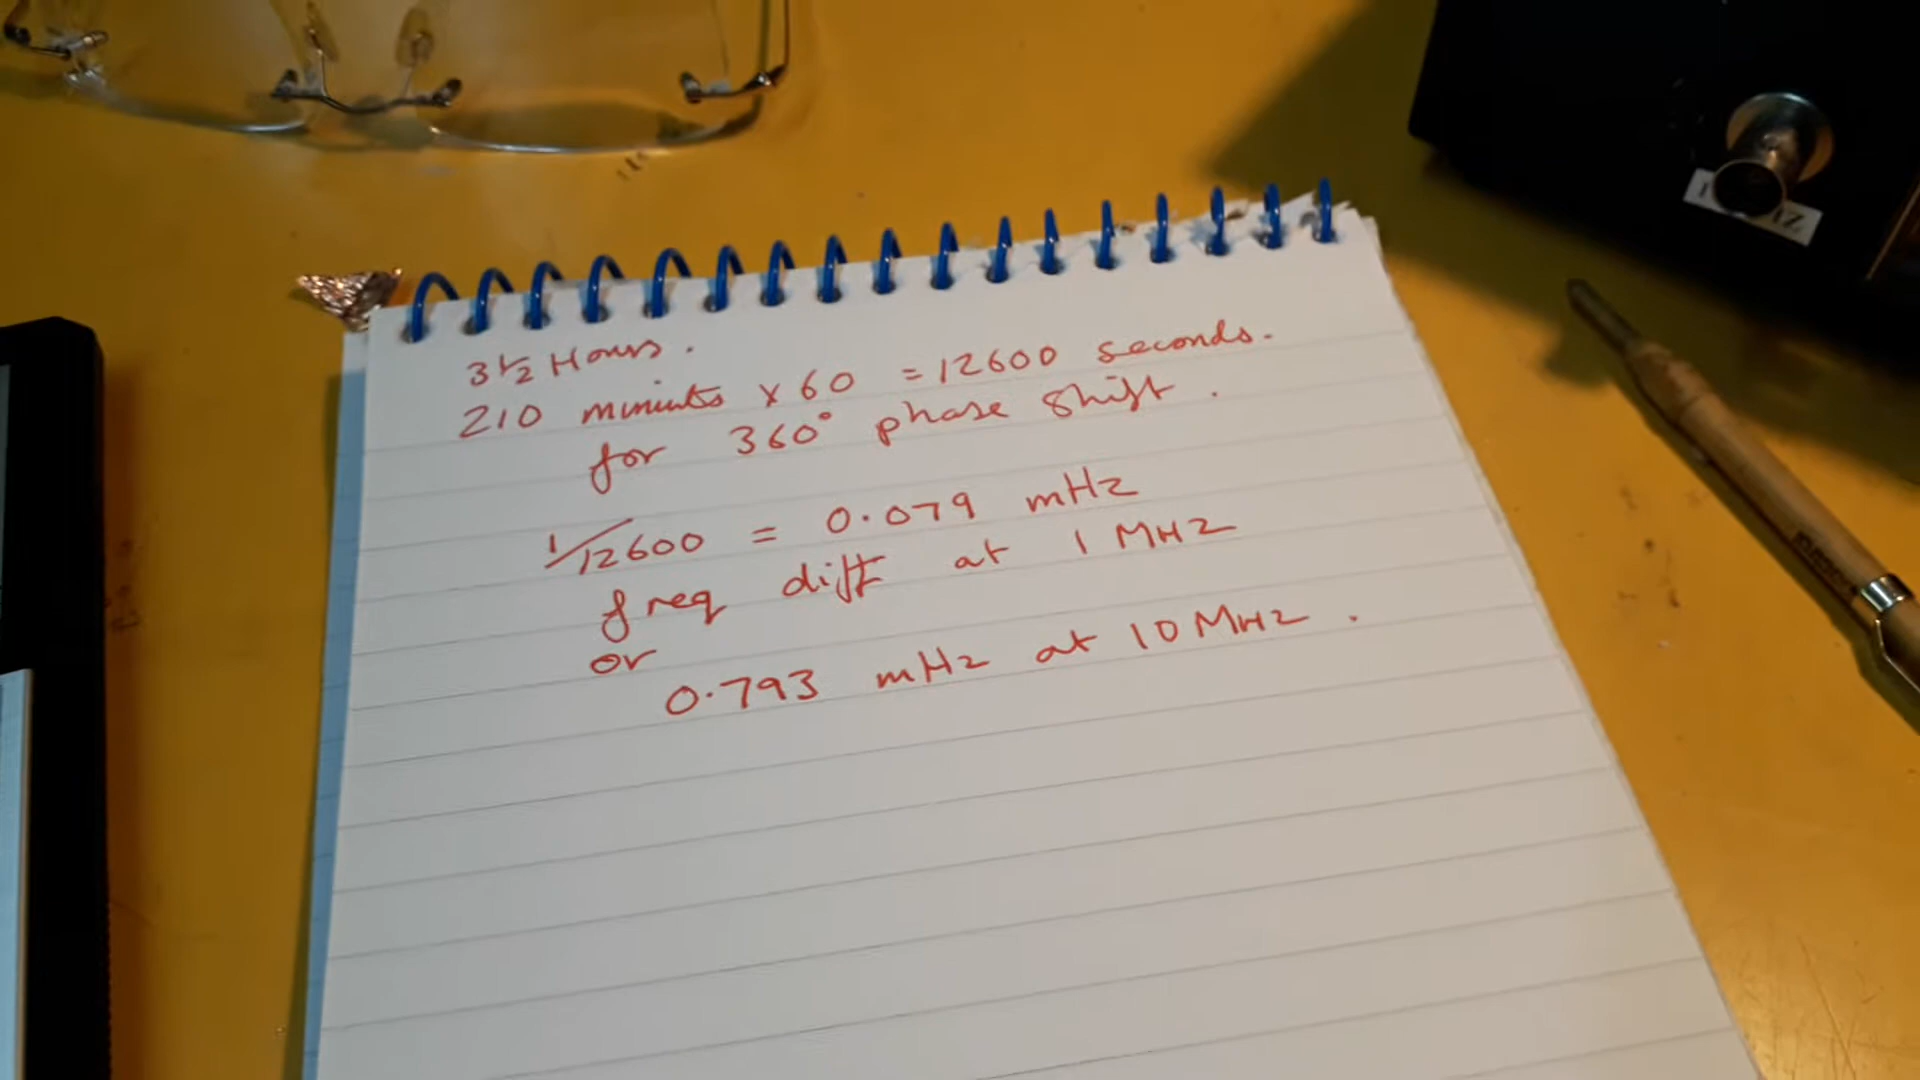 3½ Hours.
210 minuts x 60 = 12600 seconds.
for 360° phase shift.
1/12600 = 0.079 mHz
freq diff at 1 MHz
or
0.793 mHz at 10 MHz.